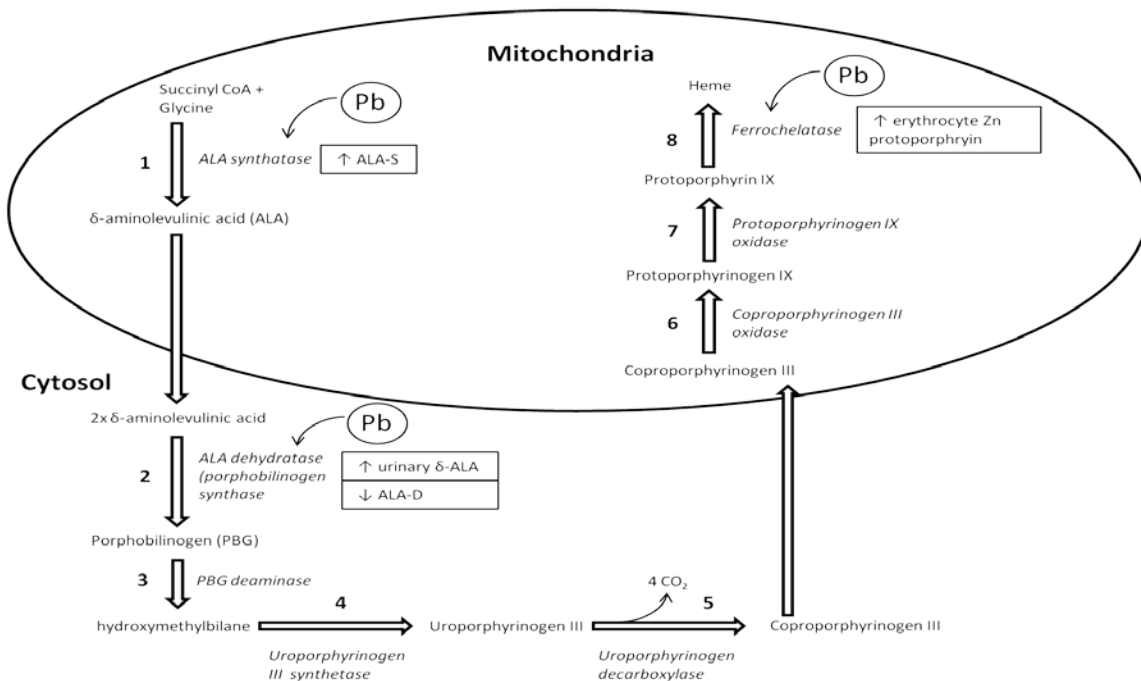 Mitochondria
Succinyl CoA +
Glycine
Pb
1
ALA synthatase
↑ ALA-S
δ-aminolevulinic acid (ALA)
Cytosol
2x δ-aminolevulinic acid
Pb
2
ALA dehydratase
(porphobilinogen
synthase
↑ urinary δ-ALA
↓ ALA-D
Porphobilinogen (PBG)
3
PBG deaminase
hydroxymethylbilane
4
Uroporphyrinogen
III synthetase
Uroporphyrinogen III
4 CO₂
5
Uroporphyrinogen
decarboxylase
Coproporphyrinogen III
Coproporphyrinogen III
6
Coproporphyrinogen III
oxidase
Protoporphyrinogen IX
7
Protoporphyrinogen IX
oxidase
Protoporphyrin IX
8
Ferrochelatase
Pb
↑ erythrocyte Zn
protoporphryin
Heme